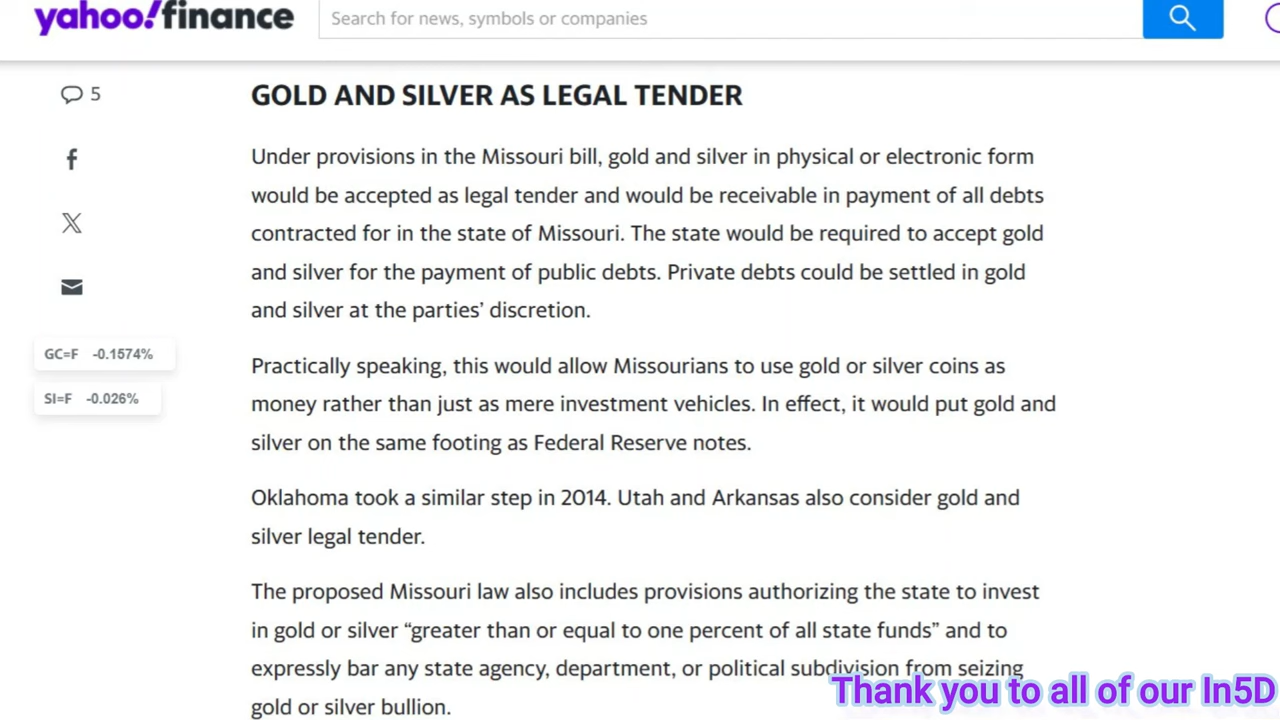 yahoo!finance
Search for news, symbols or companies
5
GOLD AND SILVER AS LEGAL TENDER
Under provisions in the Missouri bill, gold and silver in physical or electronic form
would be accepted as legal tender and would be receivable in payment of all debts
contracted for in the state of Missouri. The state would be required to accept gold
and silver for the payment of public debts. Private debts could be settled in gold
and silver at the parties’ discretion.
GC=F -0.1574%
SI=F -0.026%
Practically speaking, this would allow Missourians to use gold or silver coins as
money rather than just as mere investment vehicles. In effect, it would put gold and
silver on the same footing as Federal Reserve notes.
Oklahoma took a similar step in 2014. Utah and Arkansas also consider gold and
silver legal tender.
The proposed Missouri law also includes provisions authorizing the state to invest
in gold or silver “greater than or equal to one percent of all state funds” and to
expressly bar any state agency, department, or political subdivision from seizing
gold or silver bullion.
Thank you to all of our In5D